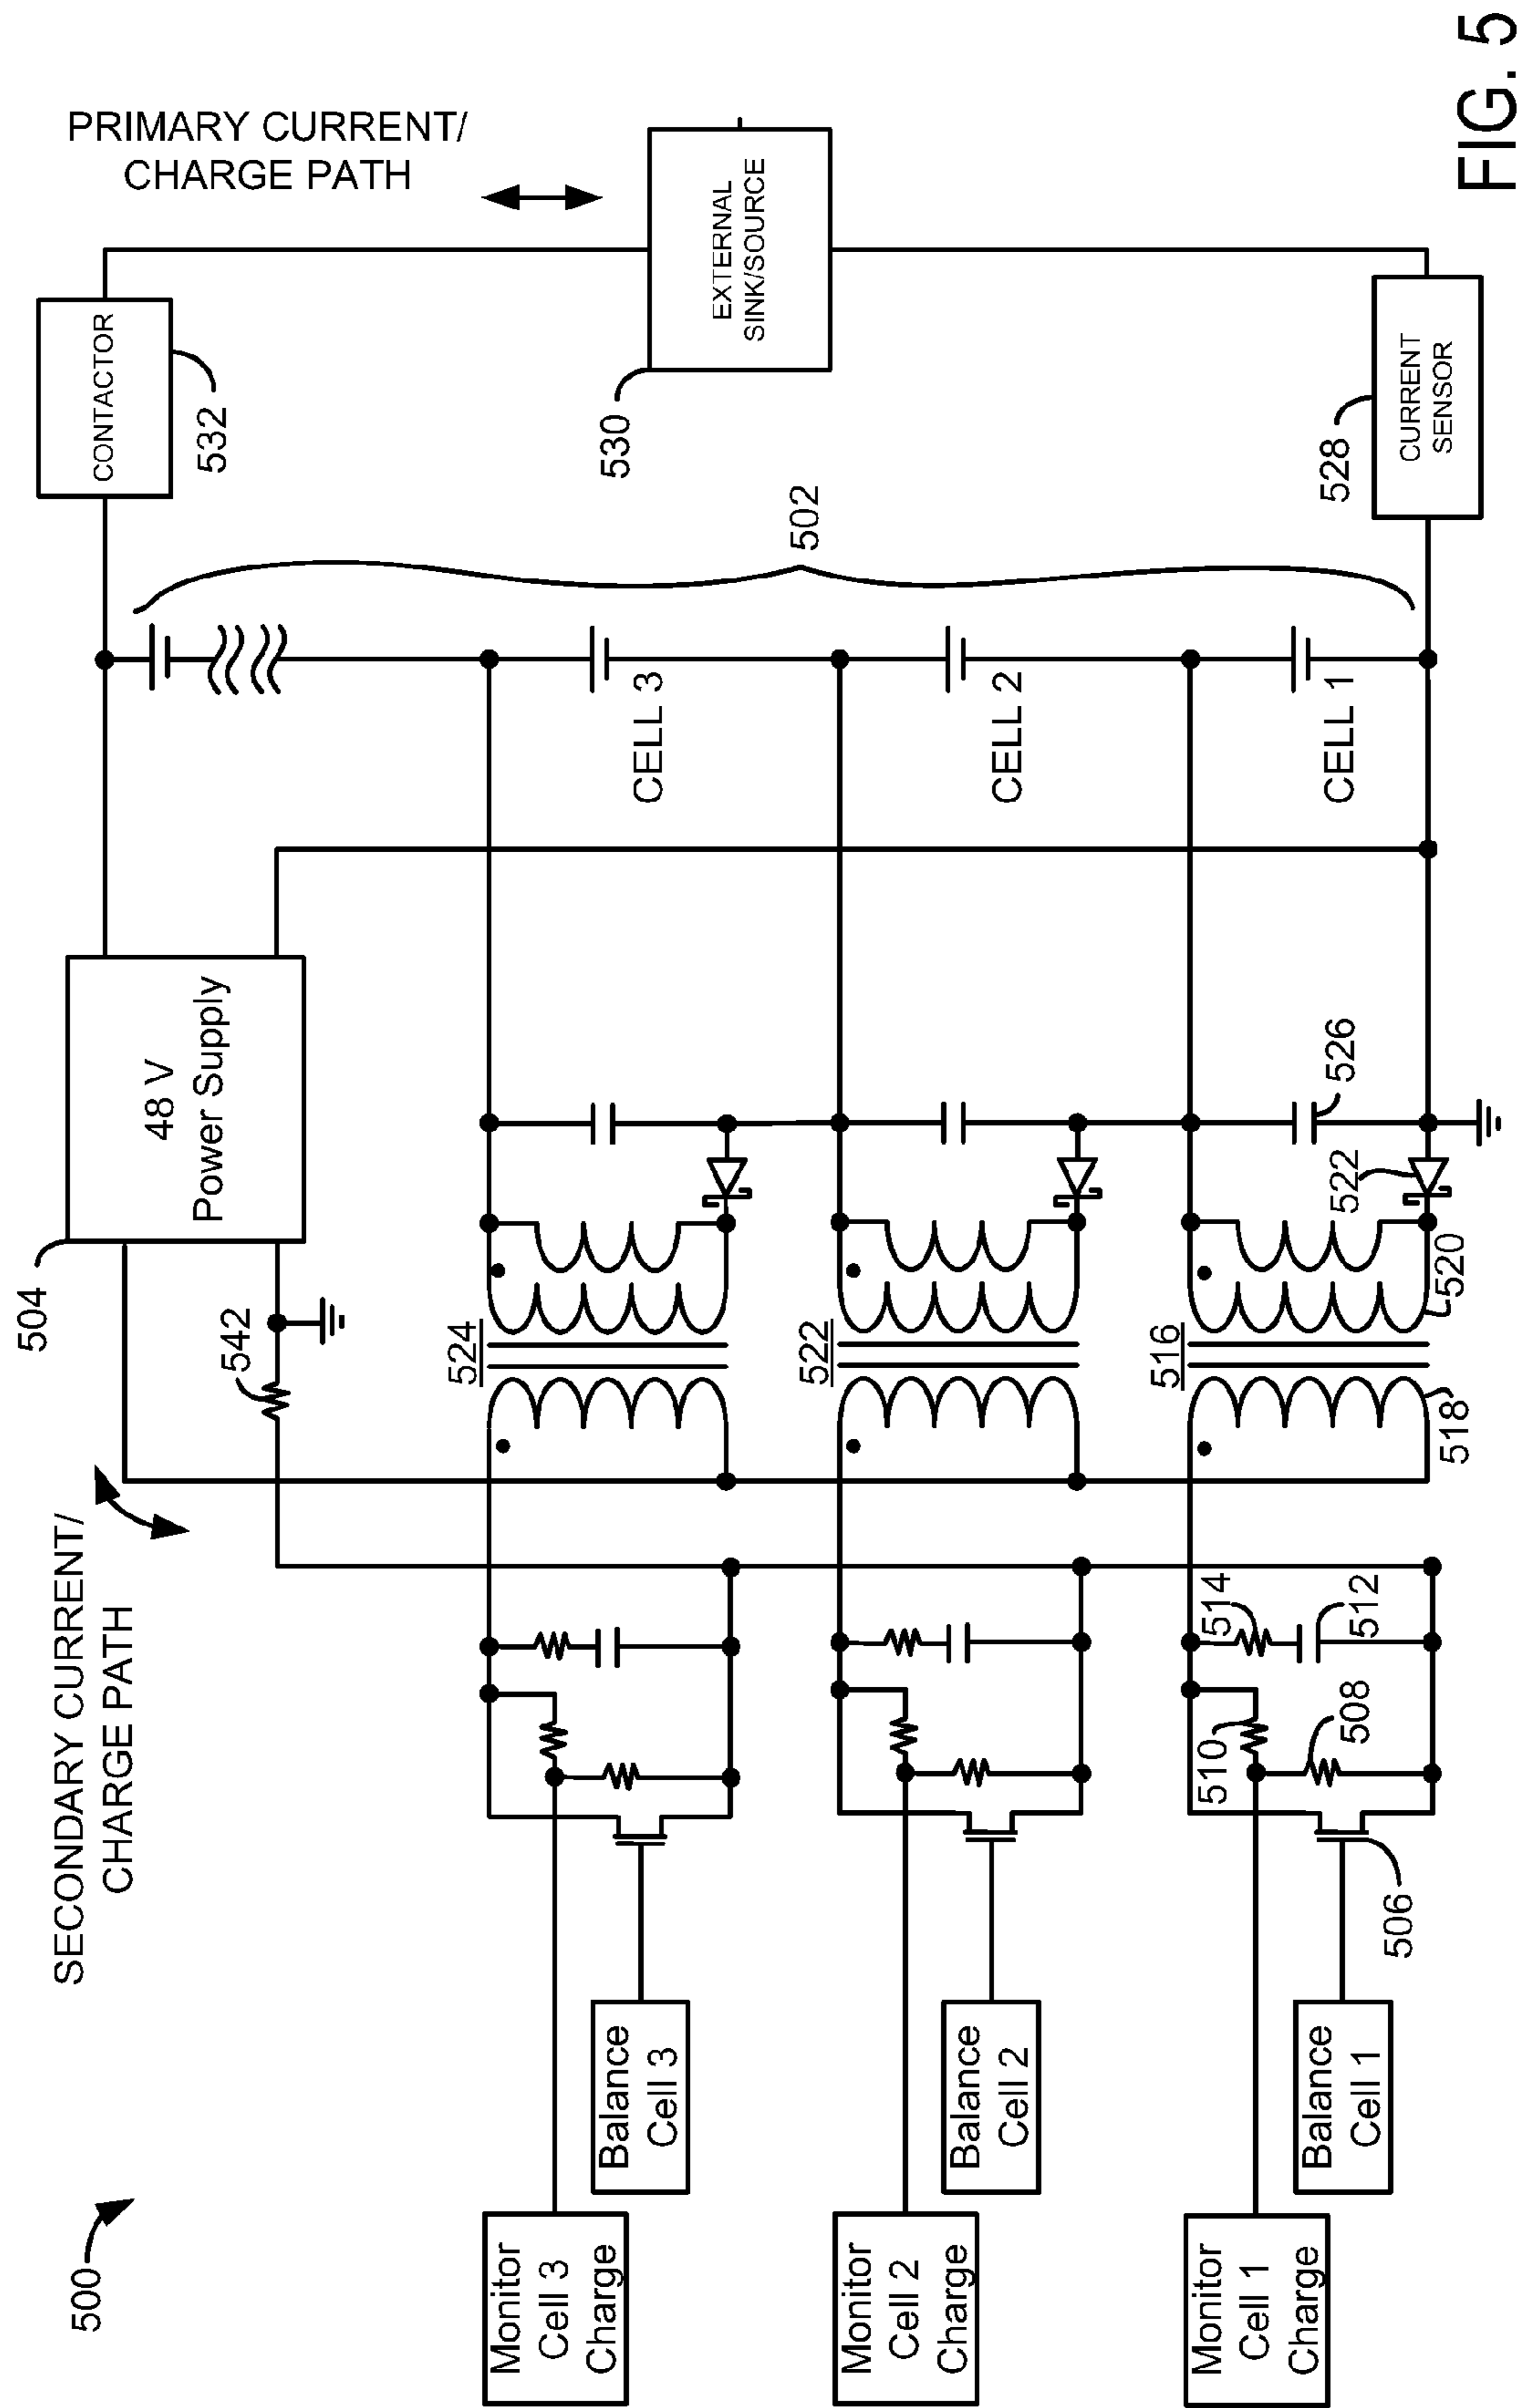 500
SECONDARY CURRENT/
CHARGE PATH
504
542
48 V
Power Supply
CONTACTOR
532
PRIMARY CURRENT/
CHARGE PATH
Monitor
Cell 3
Charge
Balance
Cell 3
524
CELL 3
502
530
EXTERNAL
SINK/SOURCE
Monitor
Cell 2
Charge
Balance
Cell 2
522
CELL 2
Monitor
Cell 1
Charge
Balance
Cell 1
506
510
508
514
512
516
518
520
522
526
CELL 1
528
CURRENT
SENSOR
FIG. 5